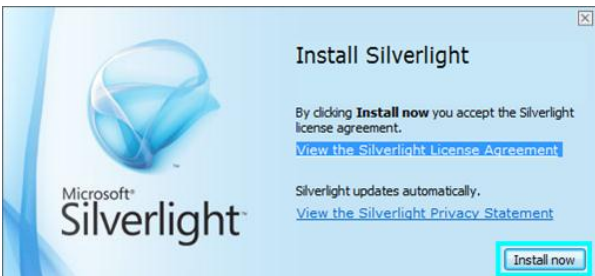 Install Silverlight
By clicking Install now you accept the Silverlight
license agreement.
View the Silverlight License Agreement
Microsoft®
Silverlight™
Silverlight updates automatically.
View the Silverlight Privacy Statement
Install now